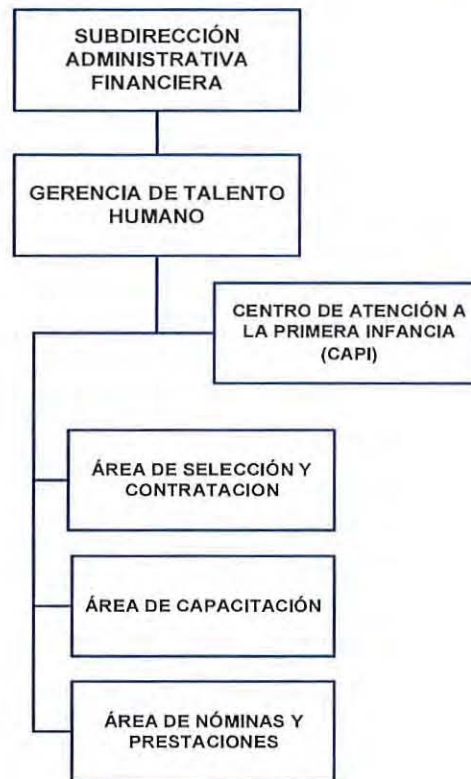 SUBDIRECCIÓN
ADMINISTRATIVA
FINANCIERA
GERENCIA DE TALENTO
HUMANO
CENTRO DE ATENCIÓN A
LA PRIMERA INFANCIA
(CAPI)
ÁREA DE SELECCIÓN Y
CONTRATACION
ÁREA DE CAPACITACIÓN
ÁREA DE NÓMINAS Y
PRESTACIONES